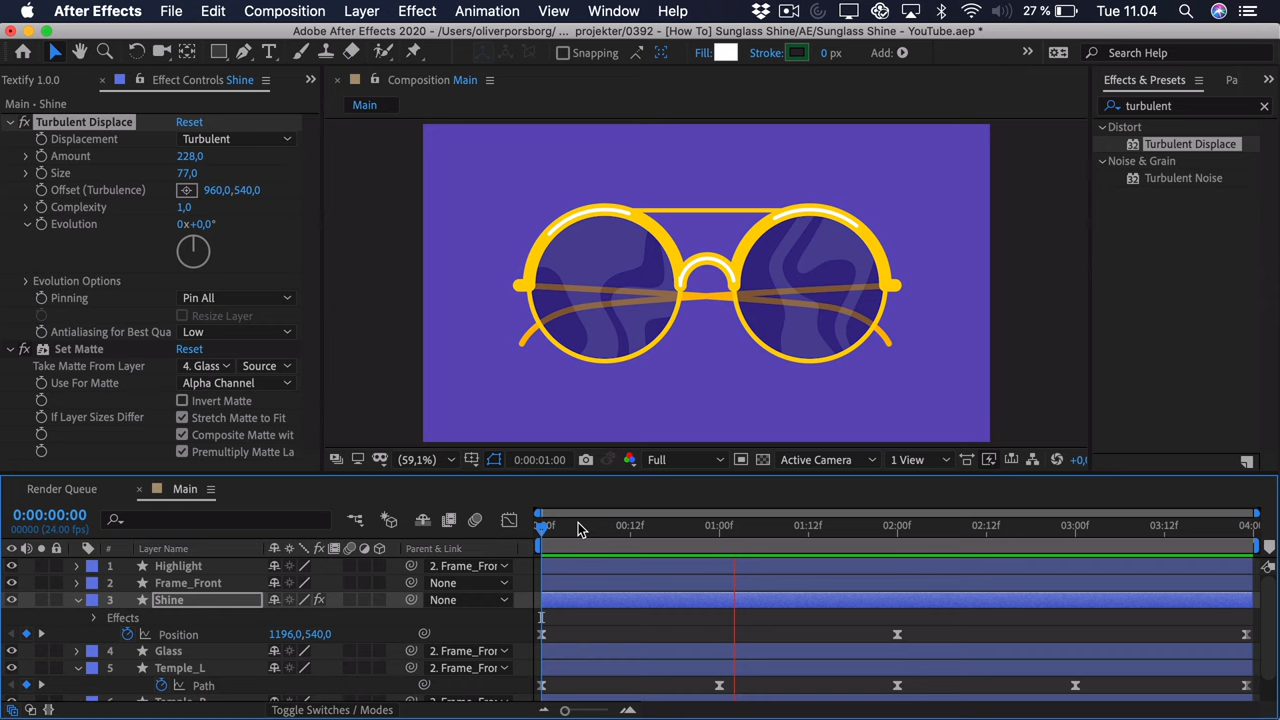 After Effects File Edit Composition Layer Effect Animation View Window Help 27 % Tue 11.04
Adobe After Effects 2020 - /Users/oliverporsborg/ ... projekter/0392 - [How To] Sunglass Shine/AE/Sunglass Shine - YouTube.aep *
Snapping Fill: Stroke: 0 px Add: Search Help
Textify 1.0.0 Effect Controls Shine Composition Main Effects & Presets Pa
Main • Shine Main turbulent
fx Turbulent Displace Reset Distort
Displacement Turbulent Turbulent Displace
Amount 228,0 Noise & Grain
Size 77,0 Turbulent Noise
Offset (Turbulence) 960,0,540,0
Complexity 1,0
Evolution 0x+0,0°
Evolution Options
Pinning Pin All
Resize Layer
Antialiasing for Best Qua Low
fx Set Matte Reset
Take Matte From Layer 4. Glass Source
Use For Matte Alpha Channel
Invert Matte
If Layer Sizes Differ Stretch Matte to Fit
Composite Matte wit
Premultiply Matte La
(59,1%) 0:00:01:00 Full Active Camera 1 View +0,
Render Queue Main
0:00:00:00
00000 (24.00 fps) 00f 00:12f 01:00f 01:12f 02:00f 02:12f 03:00f 03:12f 04:0
# Layer Name fx Parent & Link
1 Highlight 2. Frame_Fror
2 Frame_Front None
3 Shine fx None
Effects
Position 1196,0,540,0
4 Glass 2. Frame_Fror
5 Temple_L 2. Frame_Fror
Path
Toggle Switches / Modes